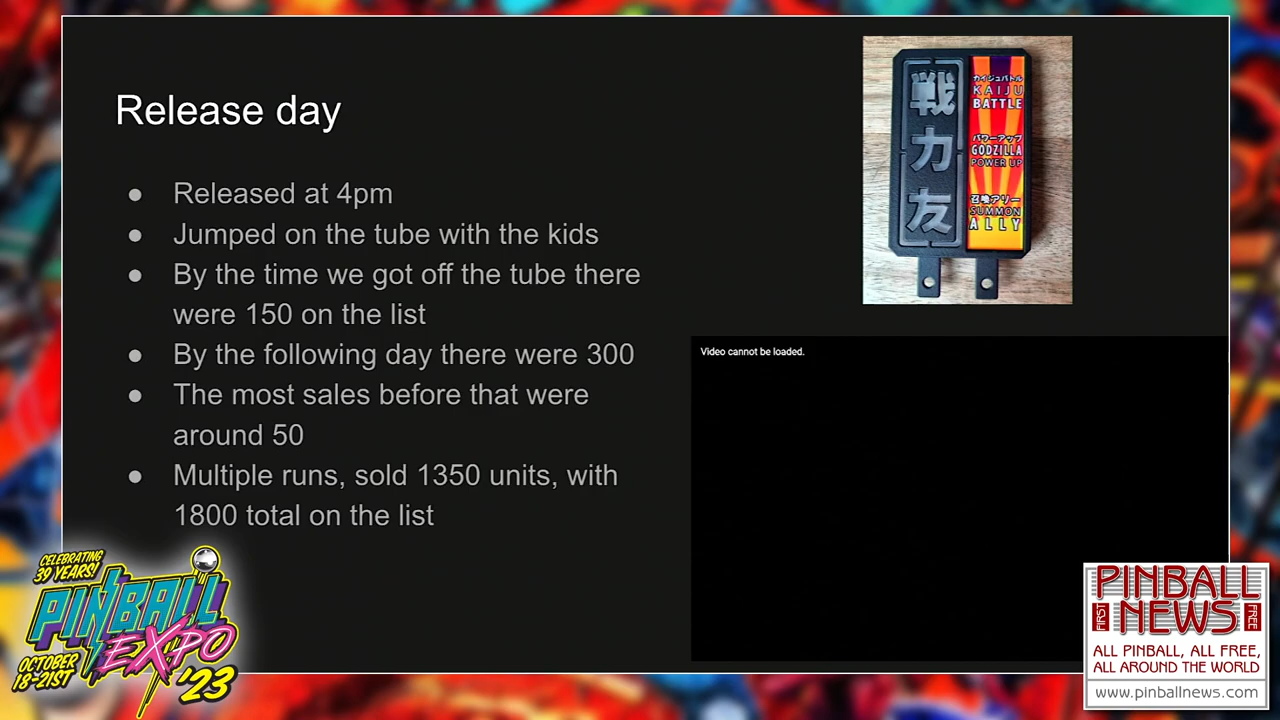 Release day
● Released at 4pm
● Jumped on the tube with the kids
● By the time we got off the tube there
were 150 on the list
● By the following day there were 300
● The most sales before that were
around 50
● Multiple runs, sold 1350 units, with
1800 total on the list
戦
力
友
カイジュバトル
KAIJU
BATTLE
パワーアップ
GODZILLA
POWER UP
召喚アリー
SUMMON
ALLY
Video cannot be loaded.
CELEBRATING
39 YEARS!
PINBALL
EXPO
OCTOBER
18-21ST
'23
PINBALL
FIRST NEWS FREE
ALL PINBALL, ALL FREE,
ALL AROUND THE WORLD
www.pinballnews.com